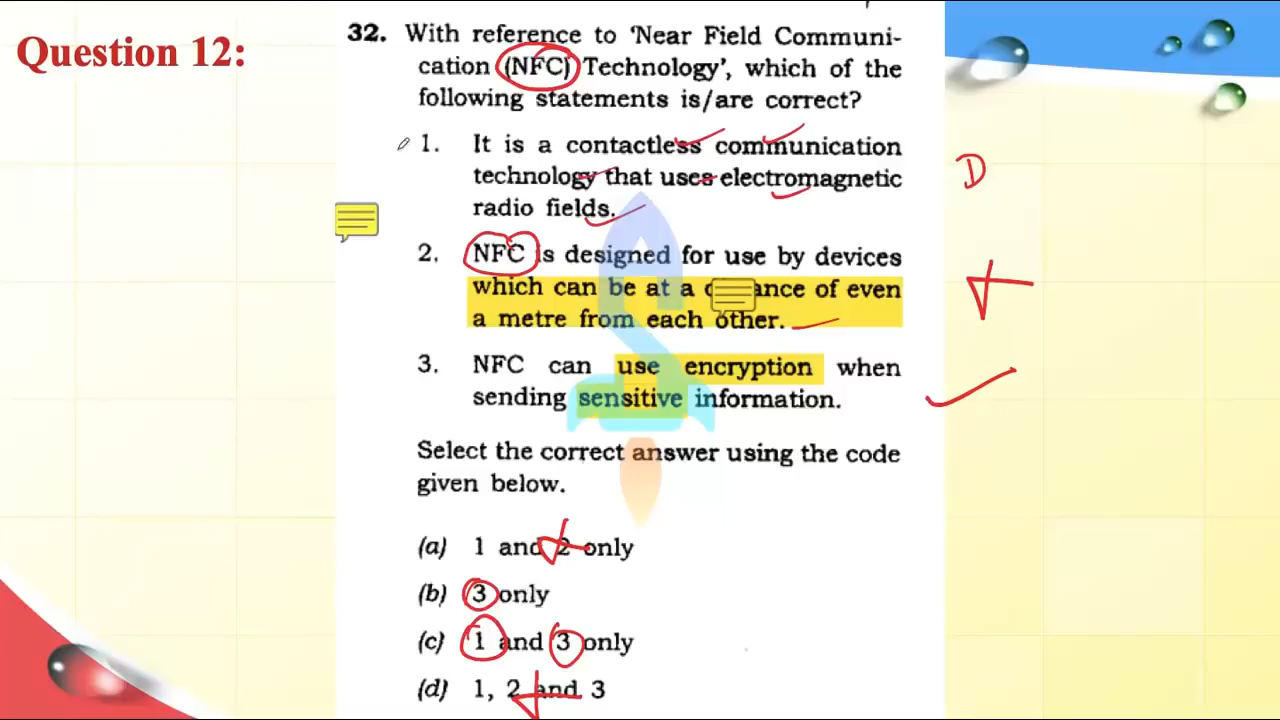 Question 12:
32. With reference to 'Near Field Communi-
cation (NFC) Technology', which of the
following statements is/are correct?
1. It is a contactless communication
technology that uses electromagnetic
radio fields.
D
2. NFC is designed for use by devices
which can be at a distance of even
a metre from each other.
3. NFC can use encryption when
sending sensitive information.
Select the correct answer using the code
given below.
(a) 1 and 2 only
(b) 3 only
(c) 1 and 3 only
(d) 1, 2 and 3